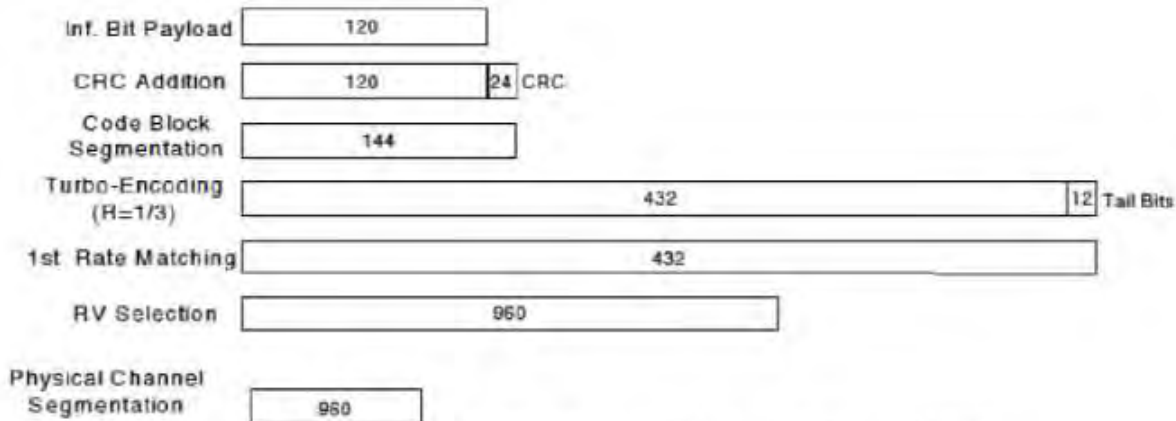 Inf. Bit Payload 120
CRC Addition 120 24 CRC
Code Block
Segmentation 144
Turbo-Encoding
(R=1/3) 432 12 Tail Bits
1st Rate Matching 432
RV Selection 960
Physical Channel
Segmentation 960